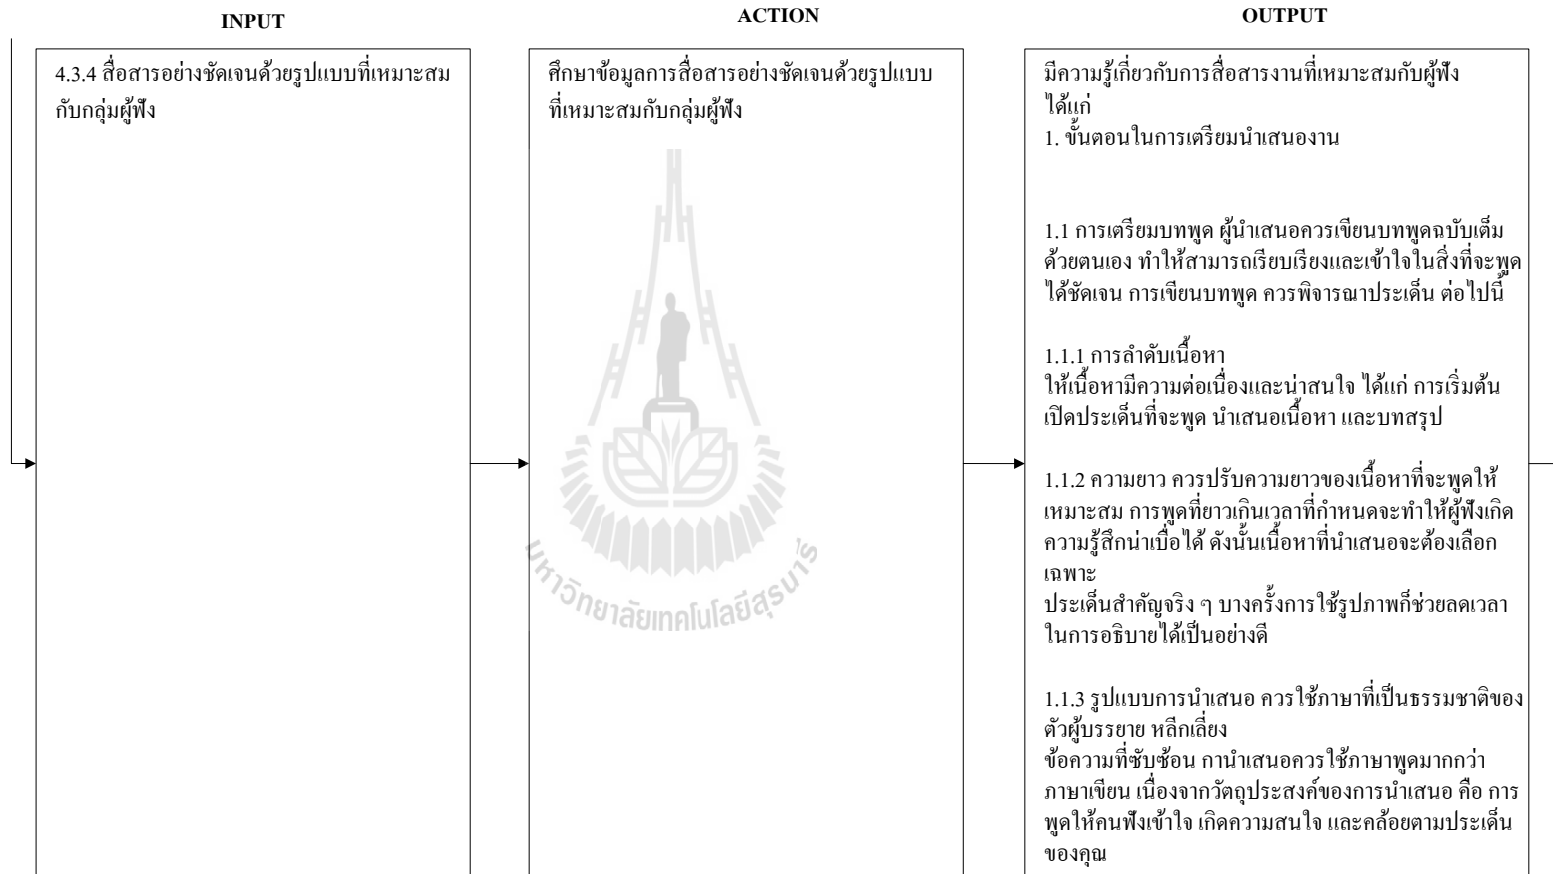 INPUT
ACTION
OUTPUT
4.3.4 สื่อสารอย่างชัดเจนด้วยรูปแบบที่เหมาะสม
กับกลุ่มผู้ฟัง
ศึกษาข้อมูลการสื่อสารอย่างชัดเจนด้วยรูปแบบ
ที่เหมาะสมกับกลุ่มผู้ฟัง
มีความรู้เกี่ยวกับการสื่อสารงานที่เหมาะสมกับผู้ฟัง
ได้แก่
1. ขั้นตอนในการเตรียมนำเสนองาน
1.1 การเตรียมบทพูด ผู้นำเสนอควรเขียนบทพูดฉบับเต็ม
ด้วยตนเอง ทำให้สามารถเรียบเรียงและเข้าใจในสิ่งที่จะพูด
ได้ชัดเจน การเขียนบทพูด ควรพิจารณาประเด็น ต่อไปนี้
1.1.1 การลำดับเนื้อหา
ให้เนื้อหามีความต่อเนื่องและน่าสนใจ ได้แก่ การเริ่มต้น
เปิดประเด็นที่จะพูด นำเสนอเนื้อหา และบทสรุป
1.1.2 ความยาว ควรปรับความยาวของเนื้อหาที่จะพูดให้
เหมาะสม การพูดที่ยาวเกินเวลาที่กำหนดจะทำให้ผู้ฟังเกิด
ความรู้สึกน่าเบื่อได้ ดังนั้นเนื้อหาที่นำเสนอจะต้องเลือก
เฉพาะ
ประเด็นสำคัญจริง ๆ บางครั้งการใช้รูปภาพก็ช่วยลดเวลา
ในการอธิบายได้เป็นอย่างดี
1.1.3 รูปแบบการนำเสนอ ควรใช้ภาษาที่เป็นธรรมชาติของ
ตัวผู้บรรยาย หลีกเลี่ยง
ข้อความที่ซับซ้อน กานำเสนอควรใช้ภาษาพูดมากกว่า
ภาษาเขียน เนื่องจากวัตถุประสงค์ของการนำเสนอ คือ การ
พูดให้คนฟังเข้าใจ เกิดความสนใจ และคล้อยตามประเด็น
ของคุณ
มหาวิทยาลัยเทคโนโลยีสุรนารี